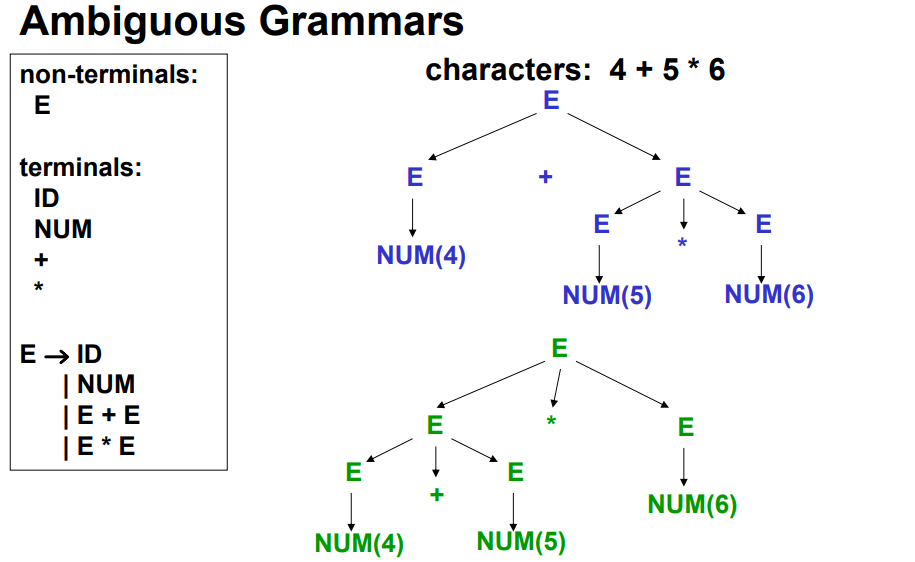 Ambiguous Grammars
non-terminals:
E
terminals:
ID
NUM
+
*
E → ID
| NUM
| E + E
| E * E
characters: 4 + 5 * 6
E
E + E
E * E
NUM(4)
NUM(5) NUM(6)
E
E * E
E + E
NUM(6)
NUM(4) NUM(5)